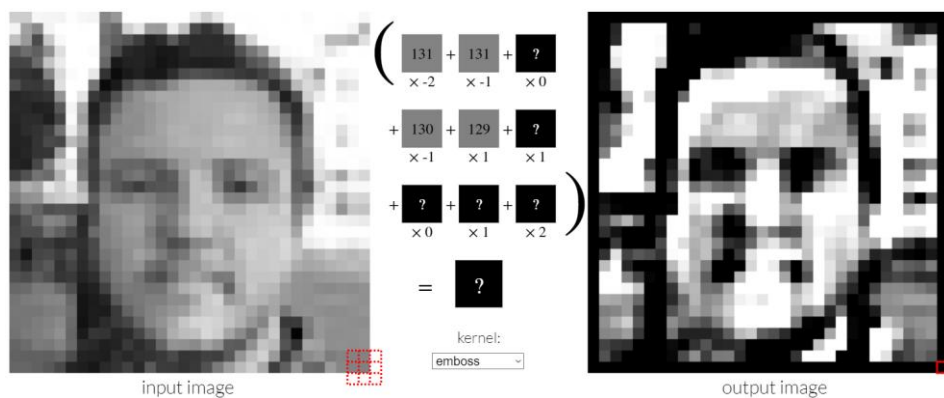 ( 131 + 131 + ?
× -2 × -1 × 0
+ 130 + 129 + ?
× -1 × 1 × 1
+ ? + ? + ? )
× 0 × 1 × 2
= ?
kernel:
emboss
input image
output image